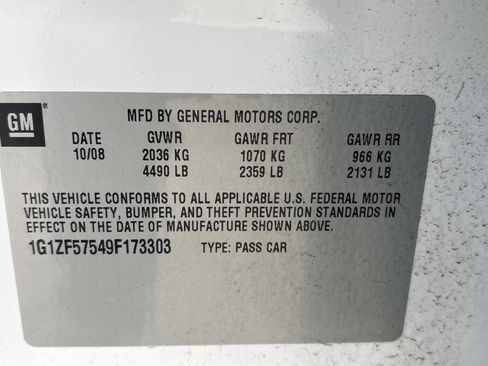 GM®
MFD BY GENERAL MOTORS CORP.
DATE GVWR GAWR FRT GAWR RR
10/08 2036 KG 1070 KG 966 KG
4490 LB 2359 LB 2131 LB
THIS VEHICLE CONFORMS TO ALL APPLICABLE U.S. FEDERAL MOTOR
VEHICLE SAFETY, BUMPER, AND THEFT PREVENTION STANDARDS IN
EFFECT ON THE DATE OF MANUFACTURE SHOWN ABOVE.
1G1ZF57549F173303 TYPE: PASS CAR